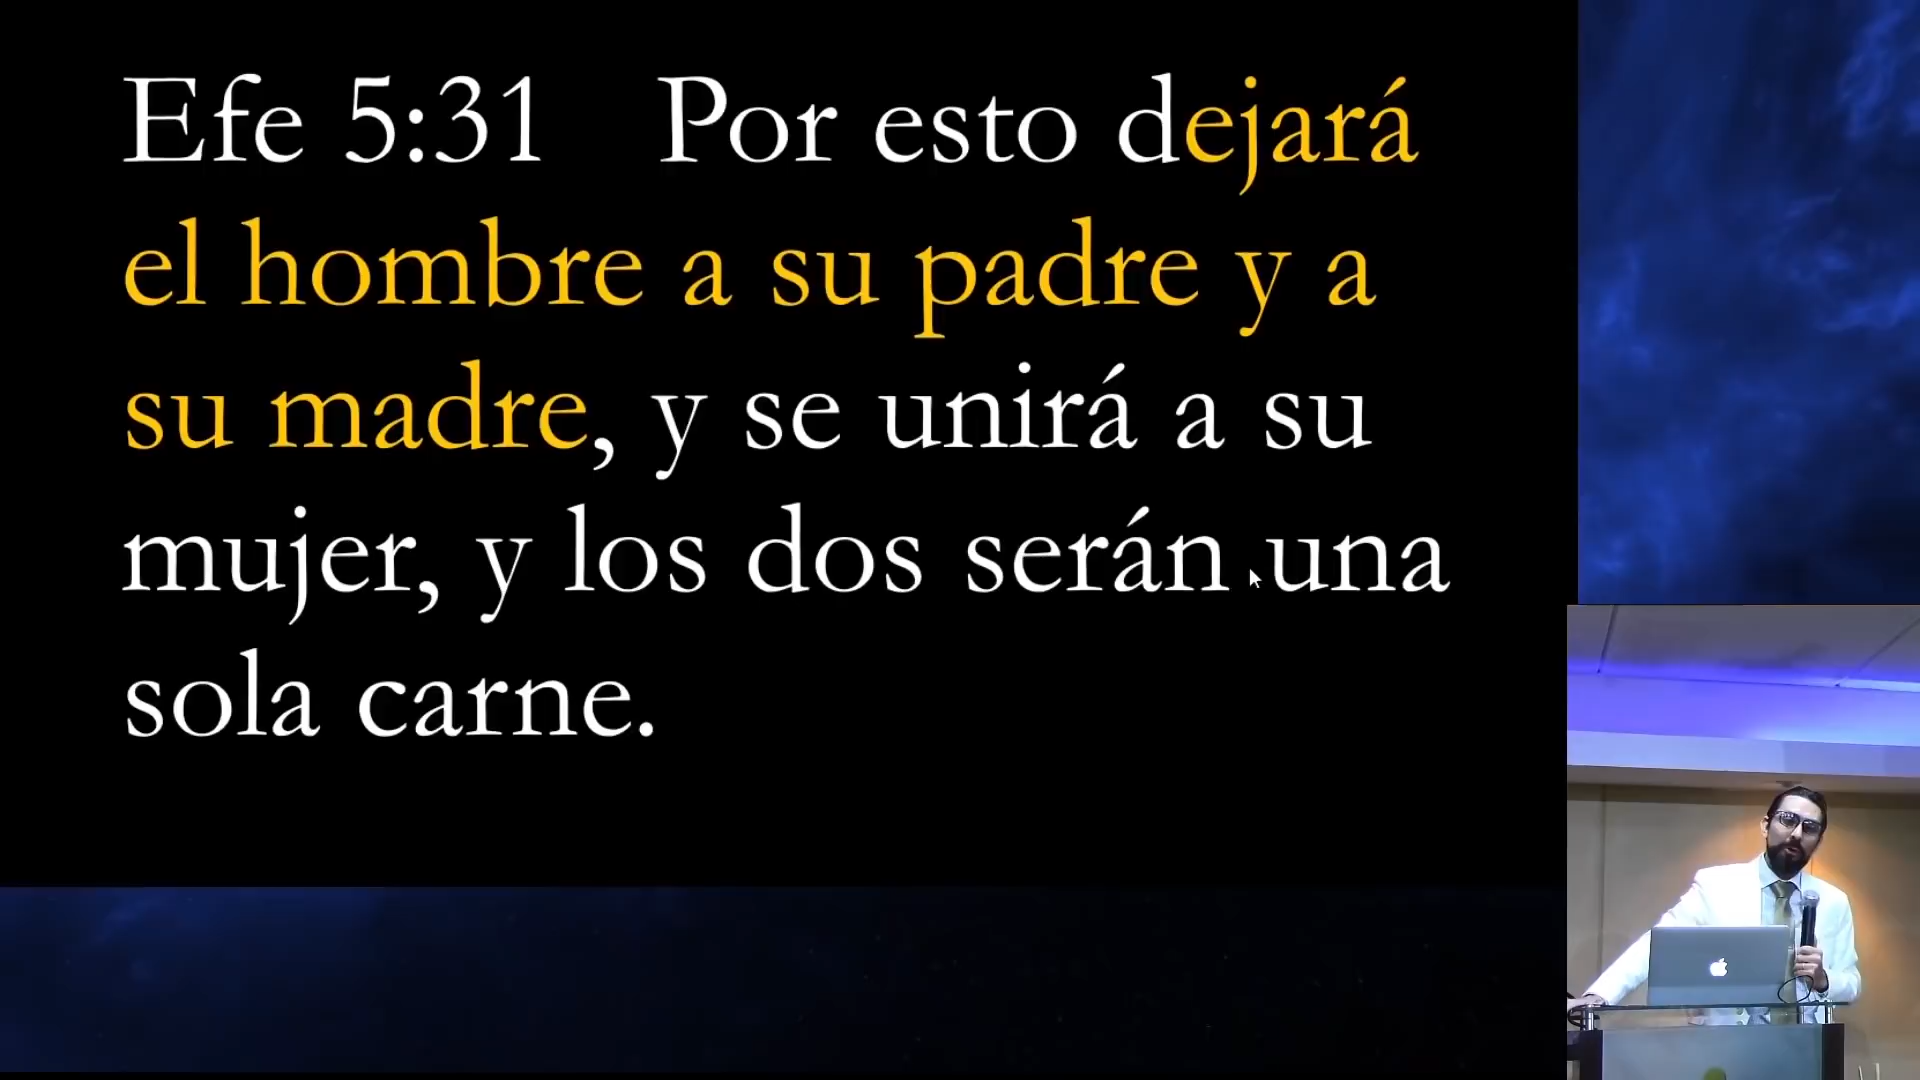 Efe 5:31 Por esto dejará
el hombre a su padre y a
su madre, y se unirá a su
mujer, y los dos serán una
sola carne.